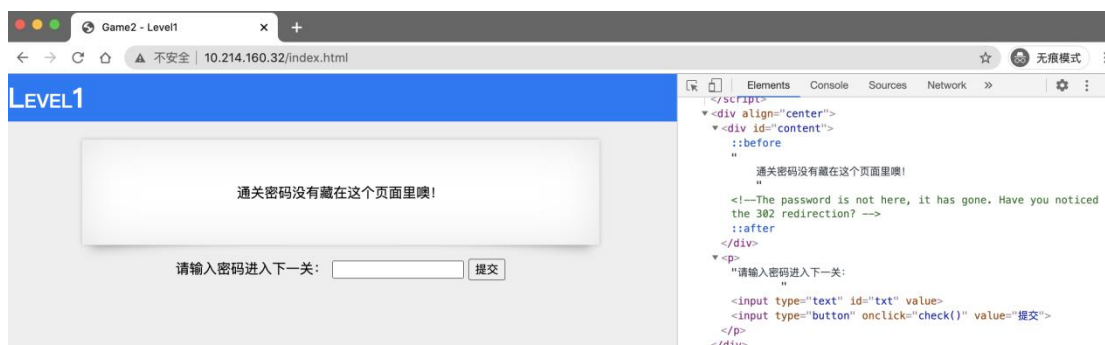 Game2 - Level1
不安全 | 10.214.160.32/index.html
无痕模式
LEVEL1
通关密码没有藏在这个页面里噢!
请输入密码进入下一关:
提交
Elements Console Sources Network »
</script>
▼<div align="center">
▼<div id="content">
::before
"
通关密码没有藏在这个页面里噢!
"
<!--The password is not here, it has gone. Have you noticed
the 302 redirection? -->
::after
</div>
▼<p>
"请输入密码进入下一关:
"
<input type="text" id="txt" value>
<input type="button" onclick="check()" value="提交">
</p>
</div>